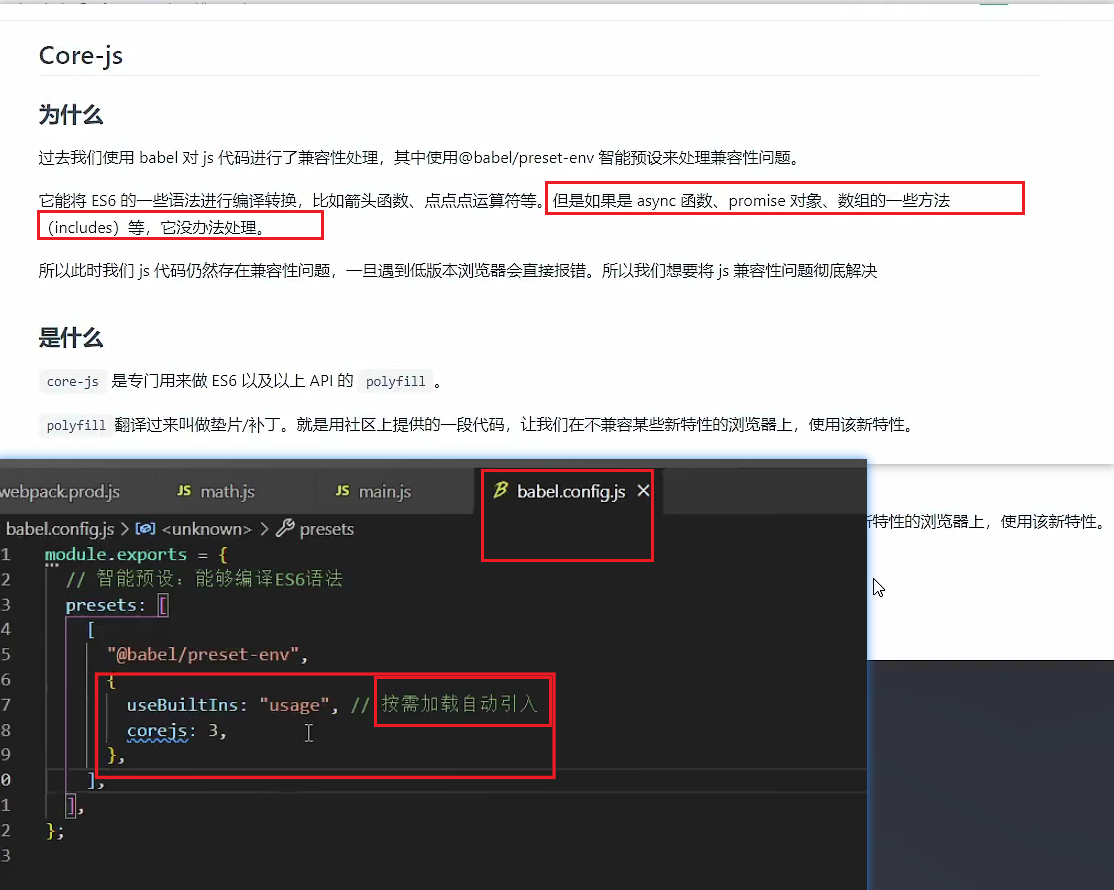 Core-js
为什么
过去我们使用 babel 对 js 代码进行了兼容性处理，其中使用@babel/preset-env 智能预设来处理兼容性问题。
它能将 ES6 的一些语法进行编译转换，比如箭头函数、点点点运算符等。但是如果是 async 函数、promise 对象、数组的一些方法
（includes）等，它没办法处理。
所以此时我们 js 代码仍然存在兼容性问题，一旦遇到低版本浏览器会直接报错。所以我们想要将 js 兼容性问题彻底解决
是什么
core-js 是专门用来做 ES6 以及以上 API 的 polyfill 。
polyfill 翻译过来叫做垫片/补丁。就是用社区上提供的一段代码，让我们在不兼容某些新特性的浏览器上，使用该新特性。
webpack.prod.js JS math.js JS main.js babel.config.js
特性的浏览器上，使用该新特性。
babel.config.js > <unknown> > presets
1 module.exports = {
2 // 智能预设：能够编译ES6语法
3 presets: [
4 [
5 "@babel/preset-env",
6 {
7 useBuiltIns: "usage", // 按需加载自动引入
8 corejs: 3,
9 },
0 ],
1 ],
2 };
3